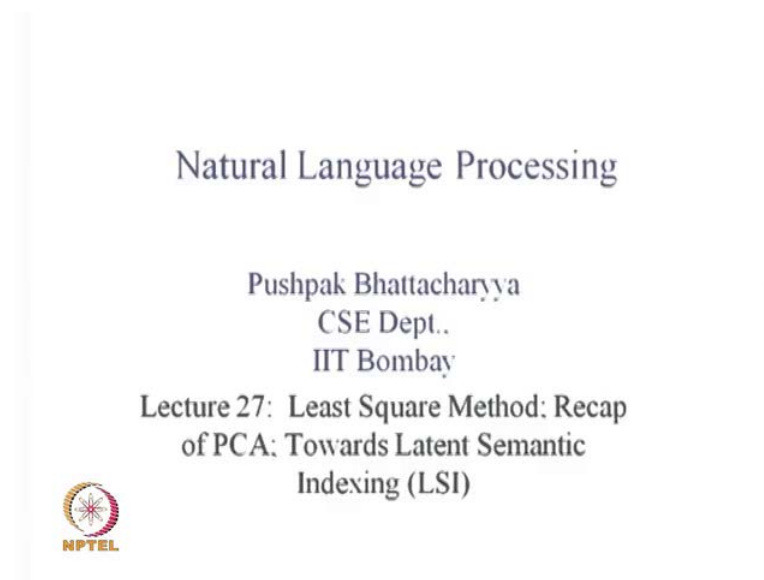 Natural Language Processing
Pushpak Bhattacharyya
CSE Dept..
IIT Bombay
Lecture 27: Least Square Method; Recap
of PCA; Towards Latent Semantic
Indexing (LSI)
NPTEL